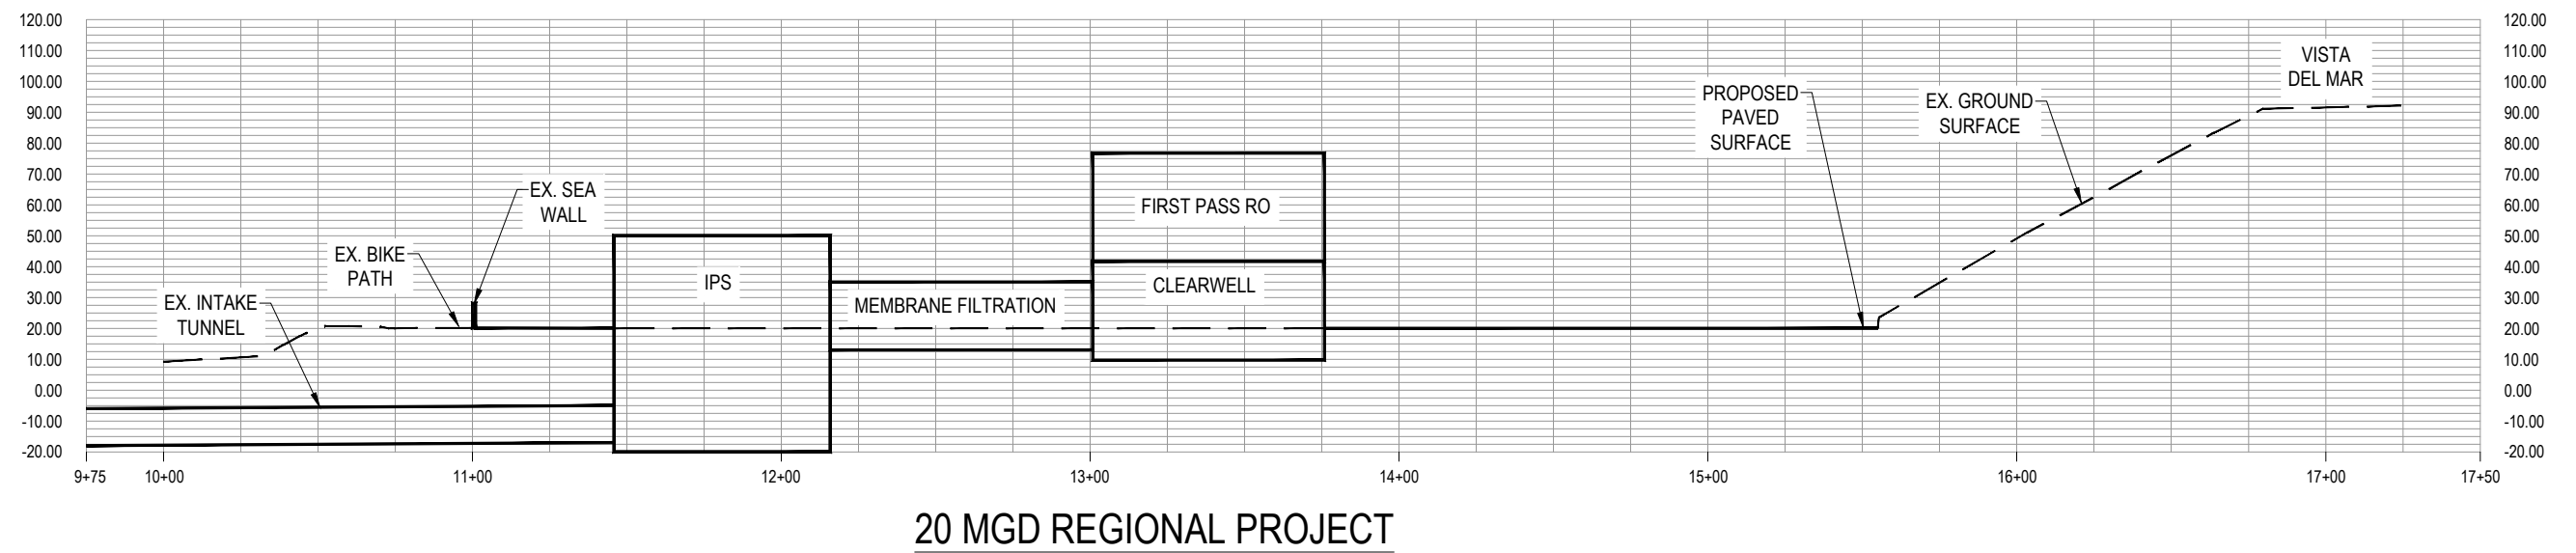 120.00
110.00
100.00
90.00
80.00
70.00
60.00
50.00
40.00
30.00
20.00
10.00
0.00
-10.00
-20.00
EX. INTAKE
TUNNEL
EX. BIKE
PATH
EX. SEA
WALL
IPS
MEMBRANE FILTRATION
FIRST PASS RO
CLEARWELL
PROPOSED
PAVED
SURFACE
EX. GROUND
SURFACE
VISTA
DEL MAR
120.00
110.00
100.00
90.00
80.00
70.00
60.00
50.00
40.00
30.00
20.00
10.00
0.00
-10.00
-20.00
9+75 10+00 11+00 12+00 13+00 14+00 15+00 16+00 17+00 17+50
20 MGD REGIONAL PROJECT